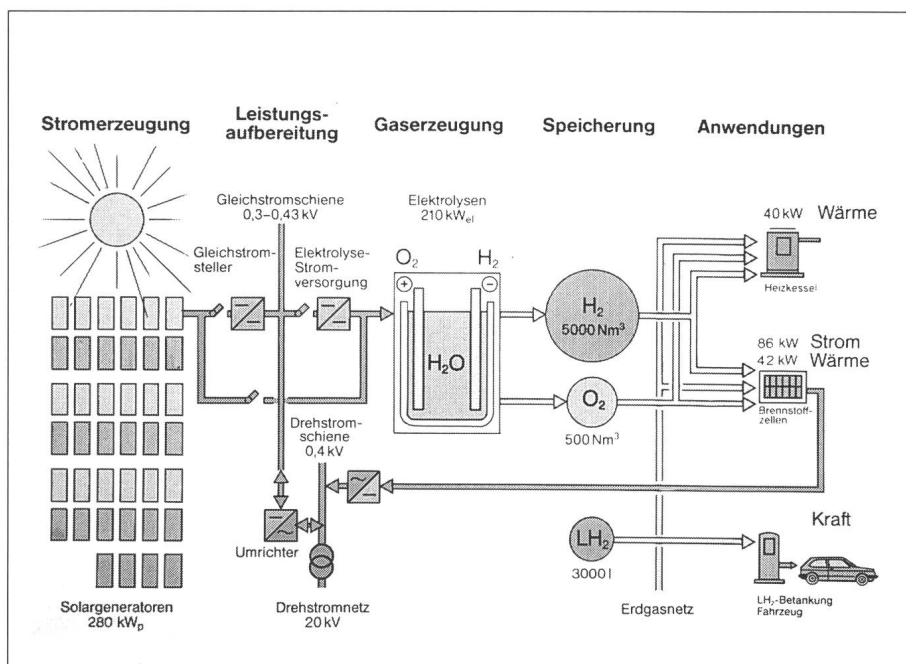 Stromerzeugung
Leistungs-
aufbereitung
Gaserzeugung
Speicherung
Anwendungen
Gleichstromschiene
0,3–0,43 kV
Gleichstrom-
steller
Elektrolyse-
Strom-
versorgung
Elektrolysen
210 kWel
O2
H2
+
–
H2O
H2
5000 Nm³
O2
500 Nm³
40 kW
Wärme
Heizkessel
86 kW
Strom
42 kW
Wärme
Brennstoff-
zellen
Drehstrom-
schiene
0,4 kV
Umrichter
LH2
3000 l
Kraft
LH2-Betankung
Fahrzeug
Solargeneratoren
280 kWp
Drehstromnetz
20 kV
Erdgasnetz